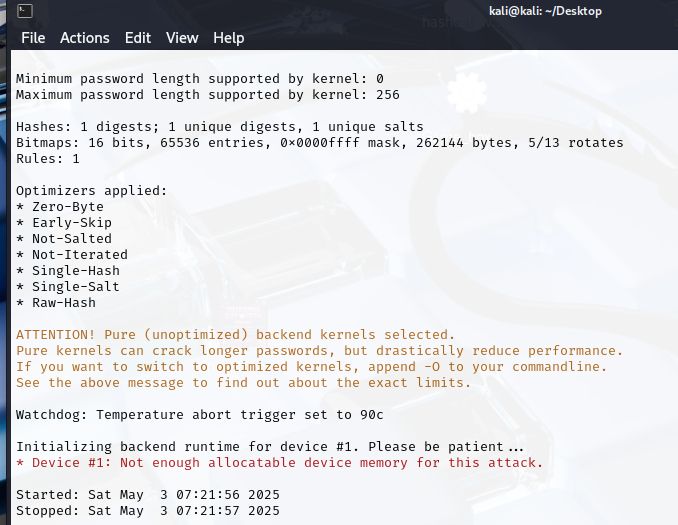 kali@kali: ~/Desktop
File Actions Edit View Help
Minimum password length supported by kernel: 0
Maximum password length supported by kernel: 256
Hashes: 1 digests; 1 unique digests, 1 unique salts
Bitmaps: 16 bits, 65536 entries, 0×0000ffff mask, 262144 bytes, 5/13 rotates
Rules: 1
Optimizers applied:
* Zero-Byte
* Early-Skip
* Not-Salted
* Not-Iterated
* Single-Hash
* Single-Salt
* Raw-Hash
ATTENTION! Pure (unoptimized) backend kernels selected.
Pure kernels can crack longer passwords, but drastically reduce performance.
If you want to switch to optimized kernels, append -O to your commandline.
See the above message to find out about the exact limits.
Watchdog: Temperature abort trigger set to 90c
Initializing backend runtime for device #1. Please be patient...
* Device #1: Not enough allocatable device memory for this attack.
Started: Sat May  3 07:21:56 2025
Stopped: Sat May  3 07:21:57 2025